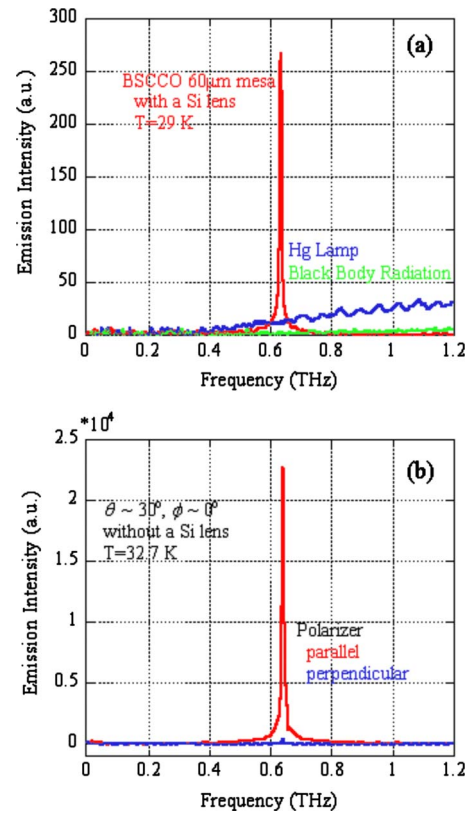 (a)
300
250
200
150
100
50
0
Emission Intensity (a.u.)
BSCCO 60μm mesa
with a Si lens
T=29 K
Hg Lamp
Black Body Radiation
0 0.2 0.4 0.6 0.8 1 1.2
Frequency (THz)
*10⁴
(b)
2.5
2
1.5
1
0.5
0
Emission Intensity (a.u.)
θ ~ 30°, ϕ ~ 0°
without a Si lens
T=32.7 K
Polarizer
parallel
perpendicular
0 0.2 0.4 0.6 0.8 1 1.2
Frequency (THz)